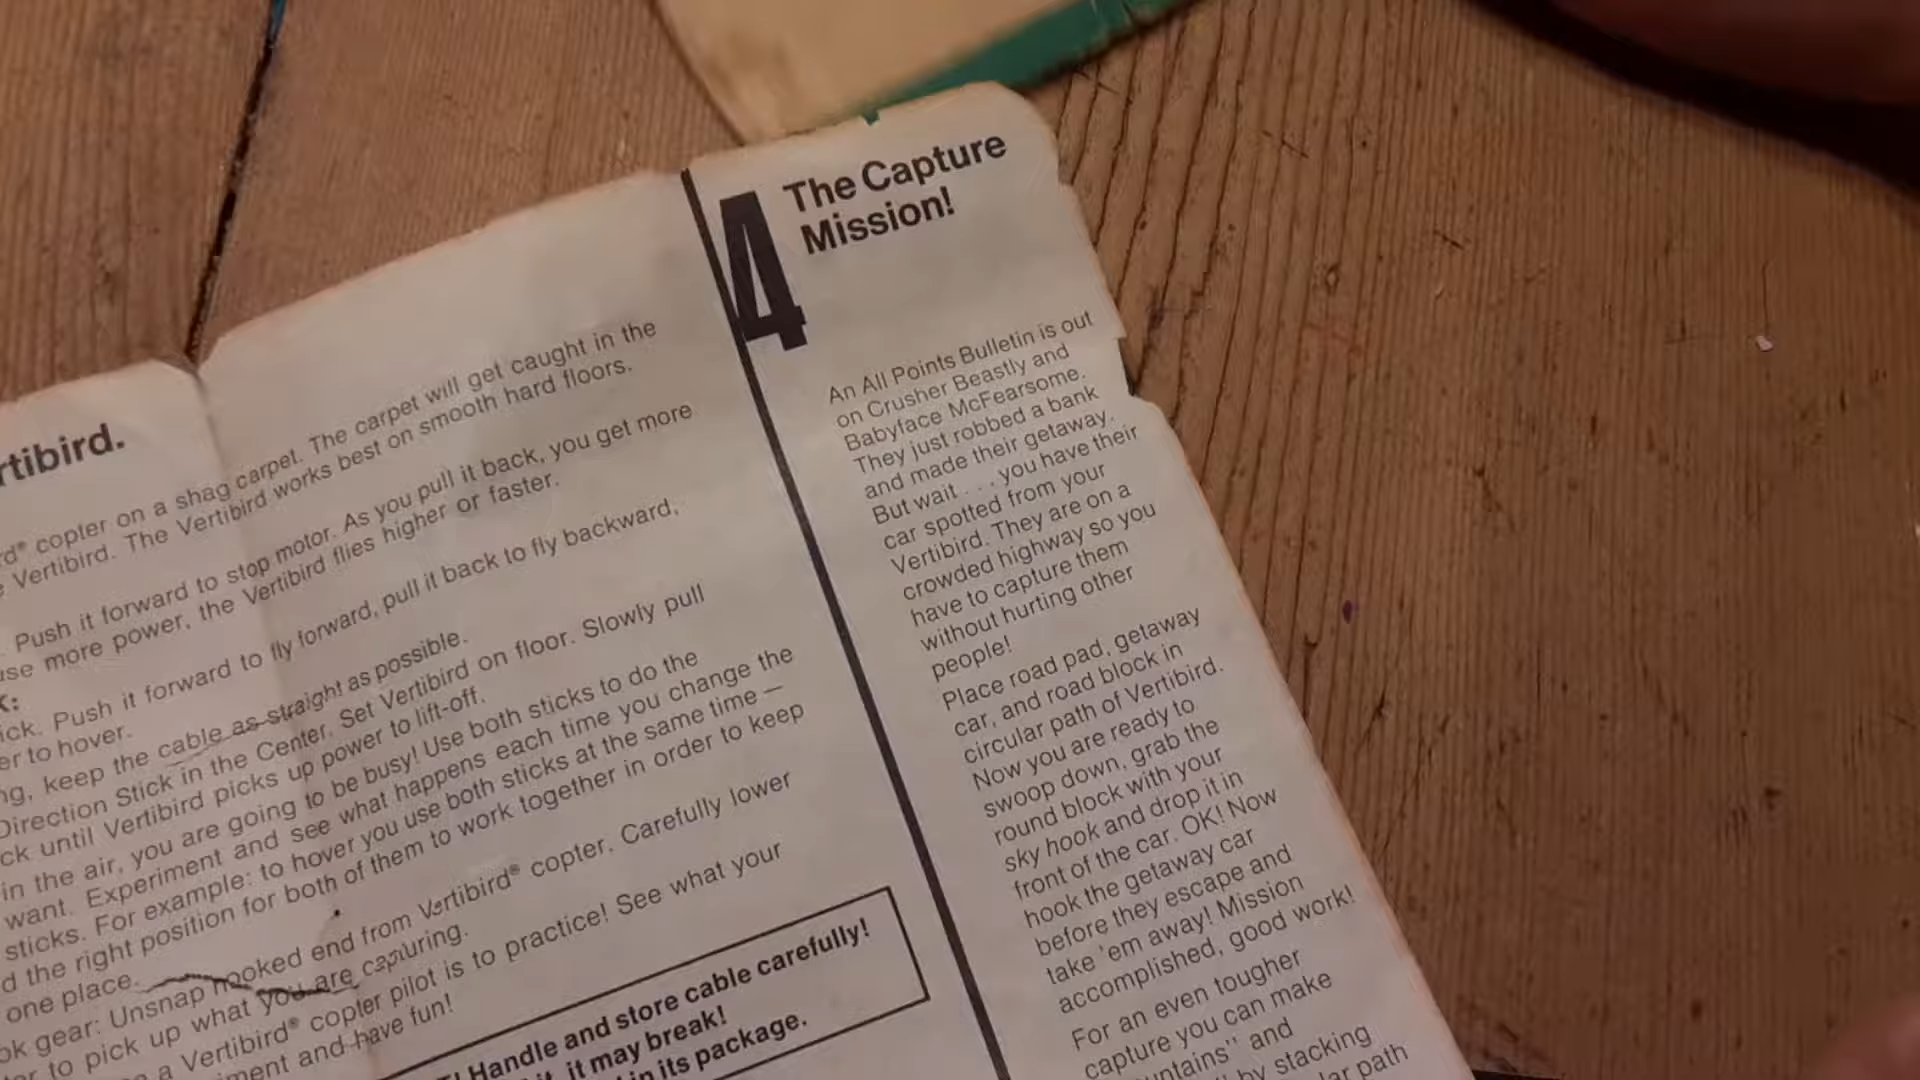 rtibird.
rd® copter on a shag carpet. The carpet will get caught in the
Vertibird. The Vertibird works best on smooth hard floors.
Push it forward to stop motor. As you pull it back, you get more
use more power, the Vertibird flies higher or faster.
K:
ick. Push it forward to fly forward, pull it back to fly backward,
er to hover.
ng, keep the cable as straight as possible.
Direction Stick in the Center. Set Vertibird on floor. Slowly pull
ck until Vertibird picks up power to lift-off.
in the air, you are going to be busy! Use both sticks to do the
want. Experiment and see what happens each time you change the
sticks. For example: to hover you use both sticks at the same time —
d the right position for both of them to work together in order to keep
one place.
ok gear: Unsnap hooked end from Vertibird® copter. Carefully lower
to pick up what you are capturing.
a Vertibird® copter pilot is to practice! See what your
iment and have fun!
Handle and store cable carefully!
it, it may break!
in its package.
4 The Capture
Mission!
An All Points Bulletin is out
on Crusher Beastly and
Babyface McFearsome.
They just robbed a bank
and made their getaway.
But wait . . . you have their
car spotted from your
Vertibird. They are on a
crowded highway so you
have to capture them
without hurting other
people!
Place road pad, getaway
car, and road block in
circular path of Vertibird.
Now you are ready to
swoop down, grab the
round block with your
sky hook and drop it in
front of the car. OK! Now
hook the getaway car
before they escape and
take 'em away! Mission
accomplished, good work!
For an even tougher
capture you can make
untains" and
by stacking
lar path